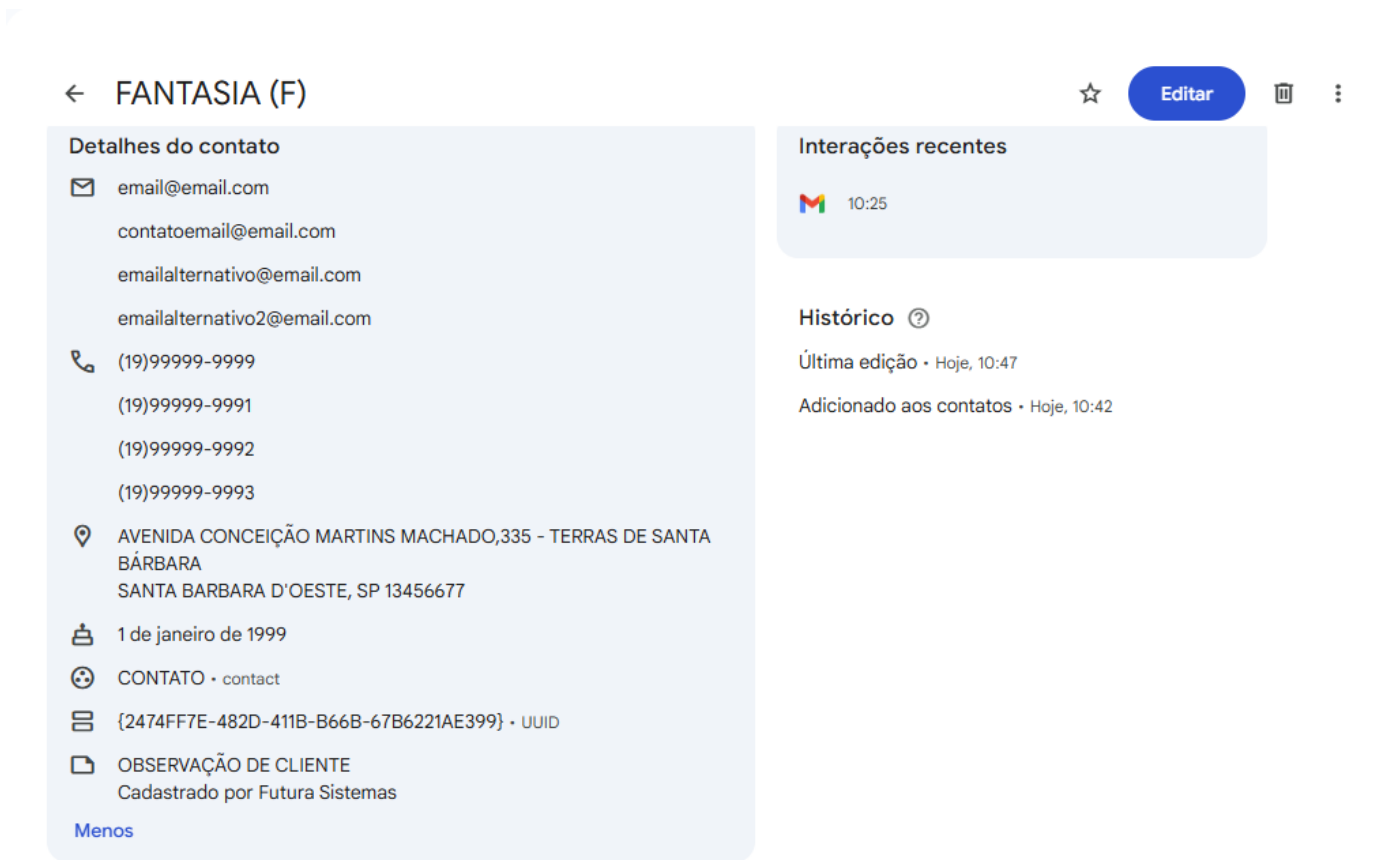 FANTASIA (F)
Editar
Detalhes do contato
email@email.com
contatoemail@email.com
emailalternativo@email.com
emailalternativo2@email.com
(19)99999-9999
(19)99999-9991
(19)99999-9992
(19)99999-9993
AVENIDA CONCEIÇÃO MARTINS MACHADO,335 - TERRAS DE SANTA
BÁRBARA
SANTA BARBARA D'OESTE, SP 13456677
1 de janeiro de 1999
CONTATO • contact
{2474FF7E-482D-411B-B66B-67B6221AE399} • UUID
OBSERVAÇÃO DE CLIENTE
Cadastrado por Futura Sistemas
Menos
Interações recentes
10:25
Histórico
Última edição • Hoje, 10:47
Adicionado aos contatos • Hoje, 10:42